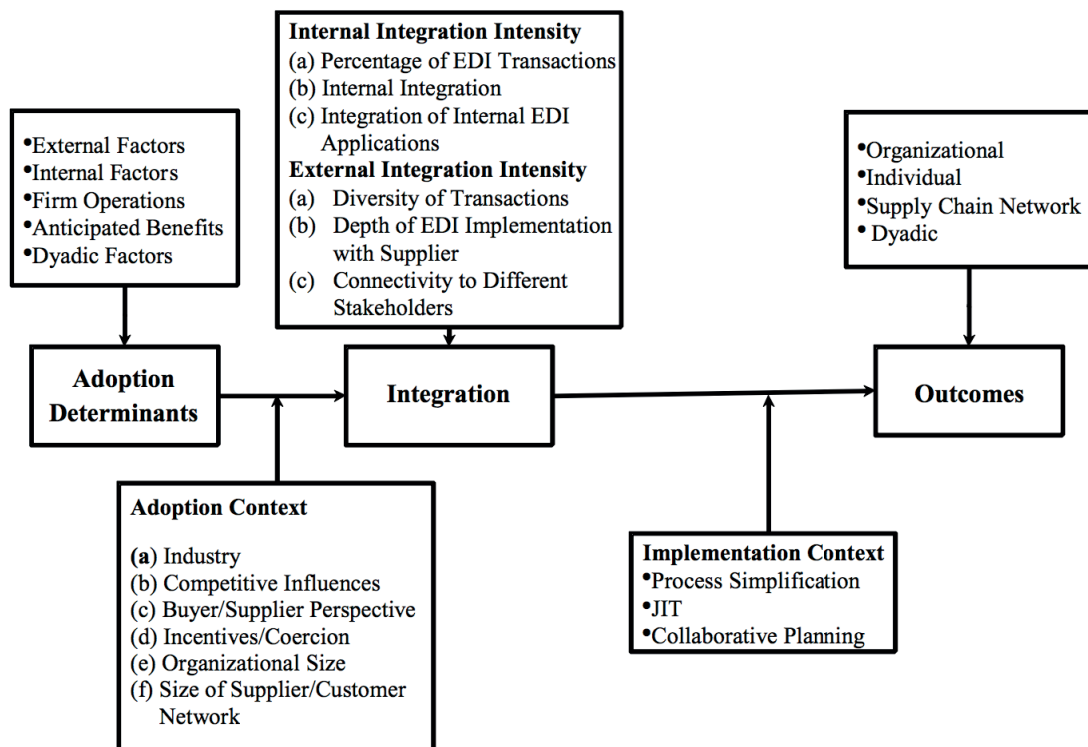 Internal Integration Intensity
(a) Percentage of EDI Transactions
(b) Internal Integration
(c) Integration of Internal EDI
Applications
External Integration Intensity
(a) Diversity of Transactions
(b) Depth of EDI Implementation
with Supplier
(c) Connectivity to Different
Stakeholders
•External Factors
•Internal Factors
•Firm Operations
•Anticipated Benefits
•Dyadic Factors
•Organizational
•Individual
•Supply Chain Network
• Dyadic
Adoption
Determinants
Integration
Outcomes
Adoption Context
(a) Industry
(b) Competitive Influences
(c) Buyer/Supplier Perspective
(d) Incentives/Coercion
(e) Organizational Size
(f) Size of Supplier/Customer
Network
Implementation Context
•Process Simplification
•JIT
•Collaborative Planning